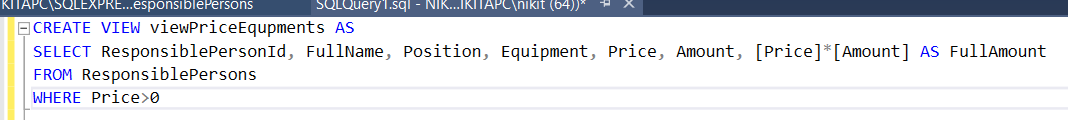 KITAPC\SQLEXPRE...esponsiblePersons SQLQuery1.sql - NIK...IKITAPC\nikit (64))*
CREATE VIEW viewPriceEqupments AS
SELECT ResponsiblePersonId, FullName, Position, Equipment, Price, Amount, [Price]*[Amount] AS FullAmount
FROM ResponsiblePersons
WHERE Price>0